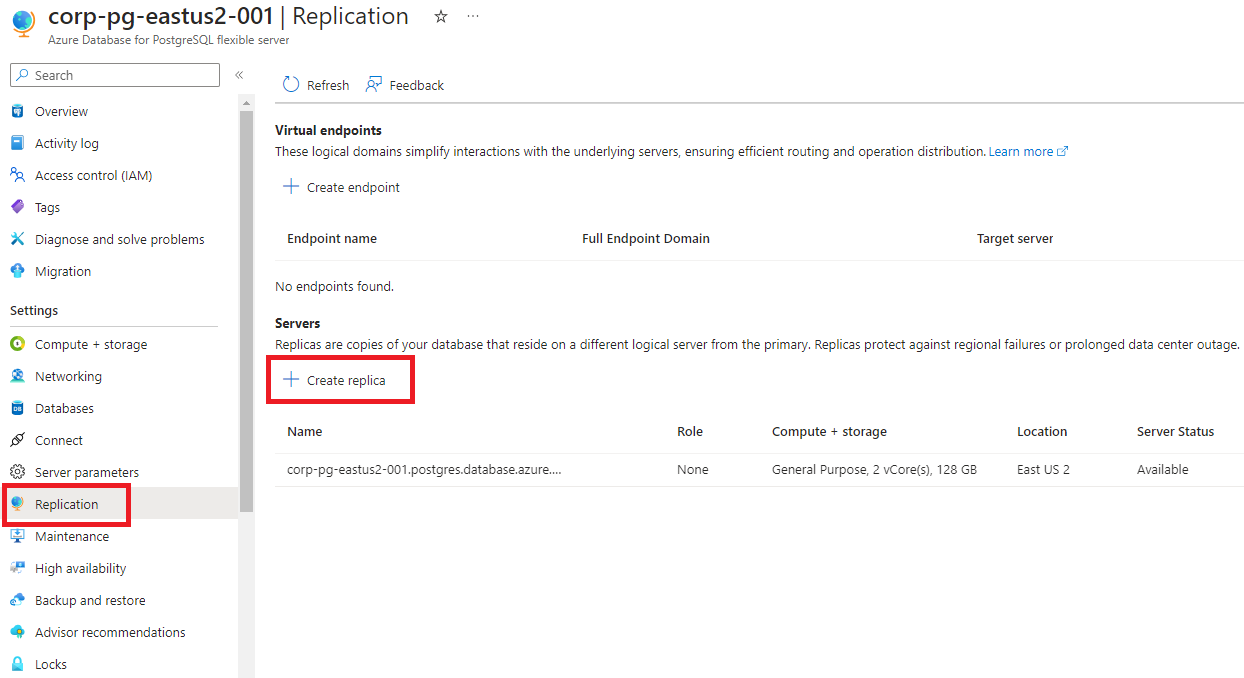 corp-pg-eastus2-001 | Replication
Azure Database for PostgreSQL flexible server
Search
Overview
Activity log
Access control (IAM)
Tags
Diagnose and solve problems
Migration
Settings
Compute + storage
Networking
Databases
Connect
Server parameters
Replication
Maintenance
High availability
Backup and restore
Advisor recommendations
Locks
Refresh Feedback
Virtual endpoints
These logical domains simplify interactions with the underlying servers, ensuring efficient routing and operation distribution. Learn more
Create endpoint
Endpoint name Full Endpoint Domain Target server
No endpoints found.
Servers
Replicas are copies of your database that reside on a different logical server from the primary. Replicas protect against regional failures or prolonged data center outage.
Create replica
Name Role Compute + storage Location Server Status
corp-pg-eastus2-001.postgres.database.azure.... None General Purpose, 2 vCore(s), 128 GB East US 2 Available